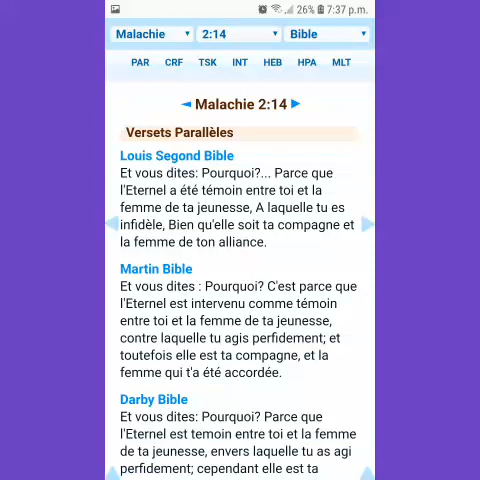 26% 7:37 p.m.
Malachie 2:14 Bible
PAR CRF TSK INT HEB HPA MLT
Malachie 2:14
Versets Parallèles
Louis Segond Bible
Et vous dites: Pourquoi?... Parce que
l'Eternel a été témoin entre toi et la
femme de ta jeunesse, A laquelle tu es
infidèle, Bien qu'elle soit ta compagne et
la femme de ton alliance.
Martin Bible
Et vous dites : Pourquoi? C'est parce que
l'Eternel est intervenu comme témoin
entre toi et la femme de ta jeunesse,
contre laquelle tu agis perfidement; et
toutefois elle est ta compagne, et la
femme qui t'a été accordée.
Darby Bible
Et vous dites: Pourquoi? Parce que
l'Eternel est temoin entre toi et la femme
de ta jeunesse, envers laquelle tu as agi
perfidement; cependant elle est ta